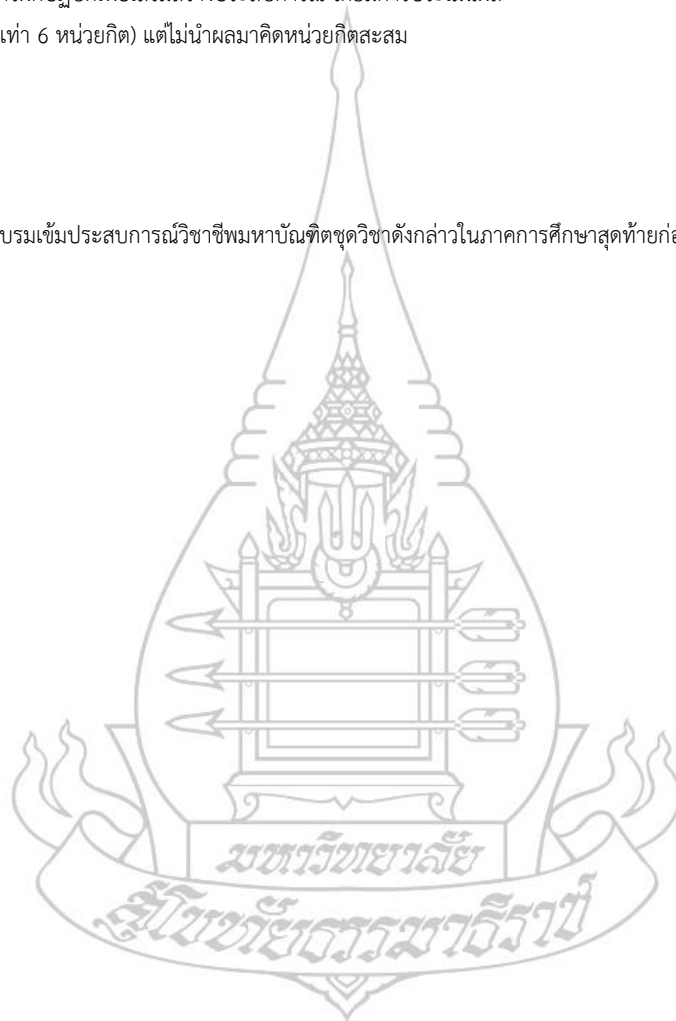 เท่า 6 หน่วยกิต) แต่ไม่นำผลมาคิดหน่วยกิตสะสม
บรมเข้มประสบการณ์วิชาชีพมหาบัณฑิตชุดวิชาดังกล่าวในภาคการศึกษาสุดท้ายก่อ
มหาวิทยาลัย
สุโขทัยธรรมาธิราช